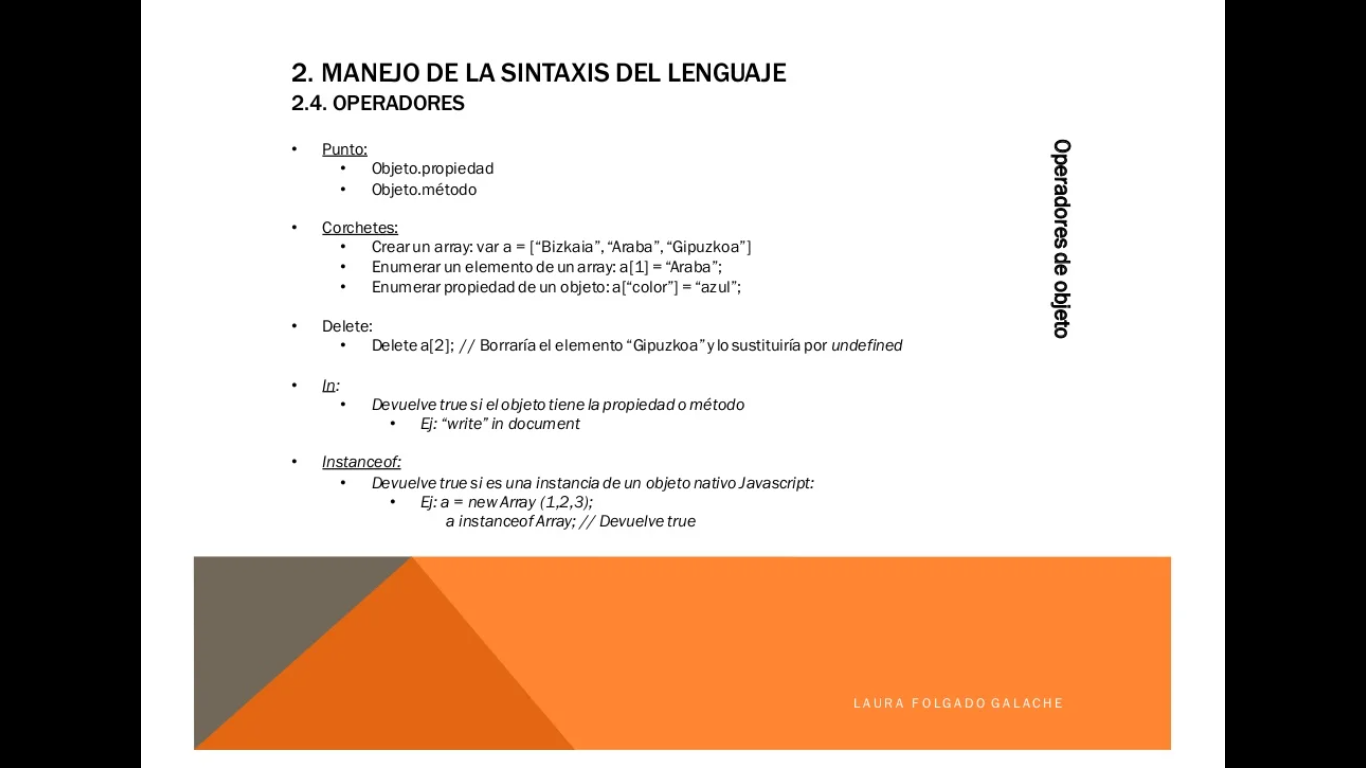 2. MANEJO DE LA SINTAXIS DEL LENGUAJE
2.4. OPERADORES
• Punto:
• Objeto.propiedad
• Objeto.método
• Corchetes:
• Crear un array: var a = [“Bizkaia”, “Araba”, “Gipuzkoa”]
• Enumerar un elemento de un array: a[1] = “Araba”;
• Enumerar propiedad de un objeto: a[“color”] = “azul”;
• Delete:
• Delete a[2]; // Borraría el elemento “Gipuzkoa” y lo sustituiría por undefined
• In:
• Devuelve true si el objeto tiene la propiedad o método
• Ej: “write” in document
• Instanceof:
• Devuelve true si es una instancia de un objeto nativo Javascript:
• Ej: a = new Array (1,2,3);
a instanceof Array; // Devuelve true
Operadores de objeto
LAURA FOLGADO GALACHE